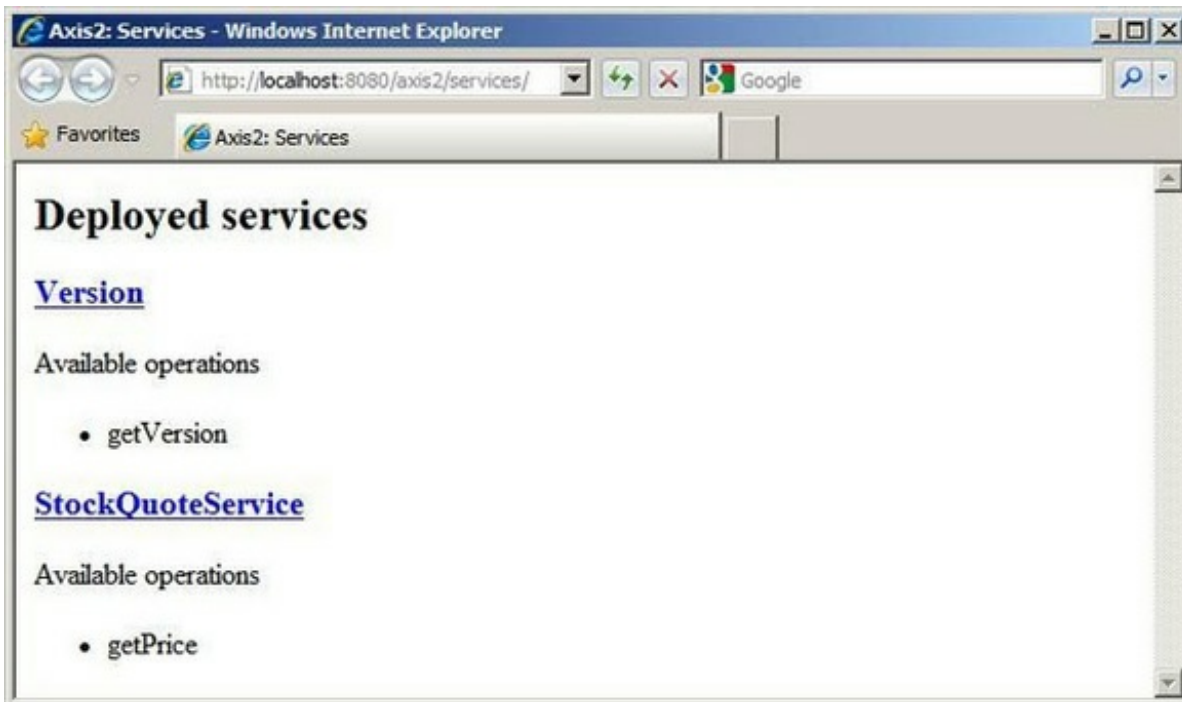 Axis2: Services - Windows Internet Explorer
http://localhost:8080/axis2/services/
Google
Favorites
Axis2: Services
Deployed services
Version
Available operations
• getVersion
StockQuoteService
Available operations
• getPrice